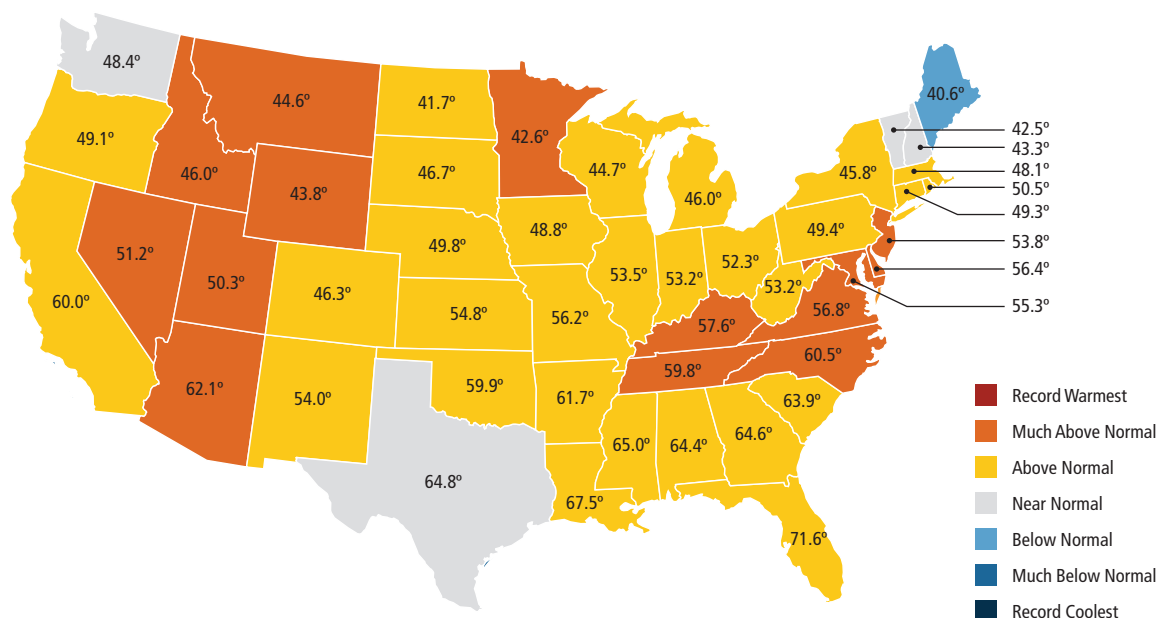 48.4º
44.6º
41.7º
42.6º
40.6º
49.1º
46.0º
43.8º
46.7º
44.7º
46.0º
45.8º
42.5º
43.3º
48.1º
50.5º
49.3º
53.8º
56.4º
55.3º
51.2º
50.3º
46.3º
49.8º
48.8º
53.5º
53.2º
52.3º
49.4º
53.2º
60.0º
54.8º
56.2º
57.6º
56.8º
62.1º
54.0º
59.9º
61.7º
59.8º
60.5º
63.9º
64.8º
67.5º
65.0º
64.4º
64.6º
71.6º
Record Warmest
Much Above Normal
Above Normal
Near Normal
Below Normal
Much Below Normal
Record Coolest